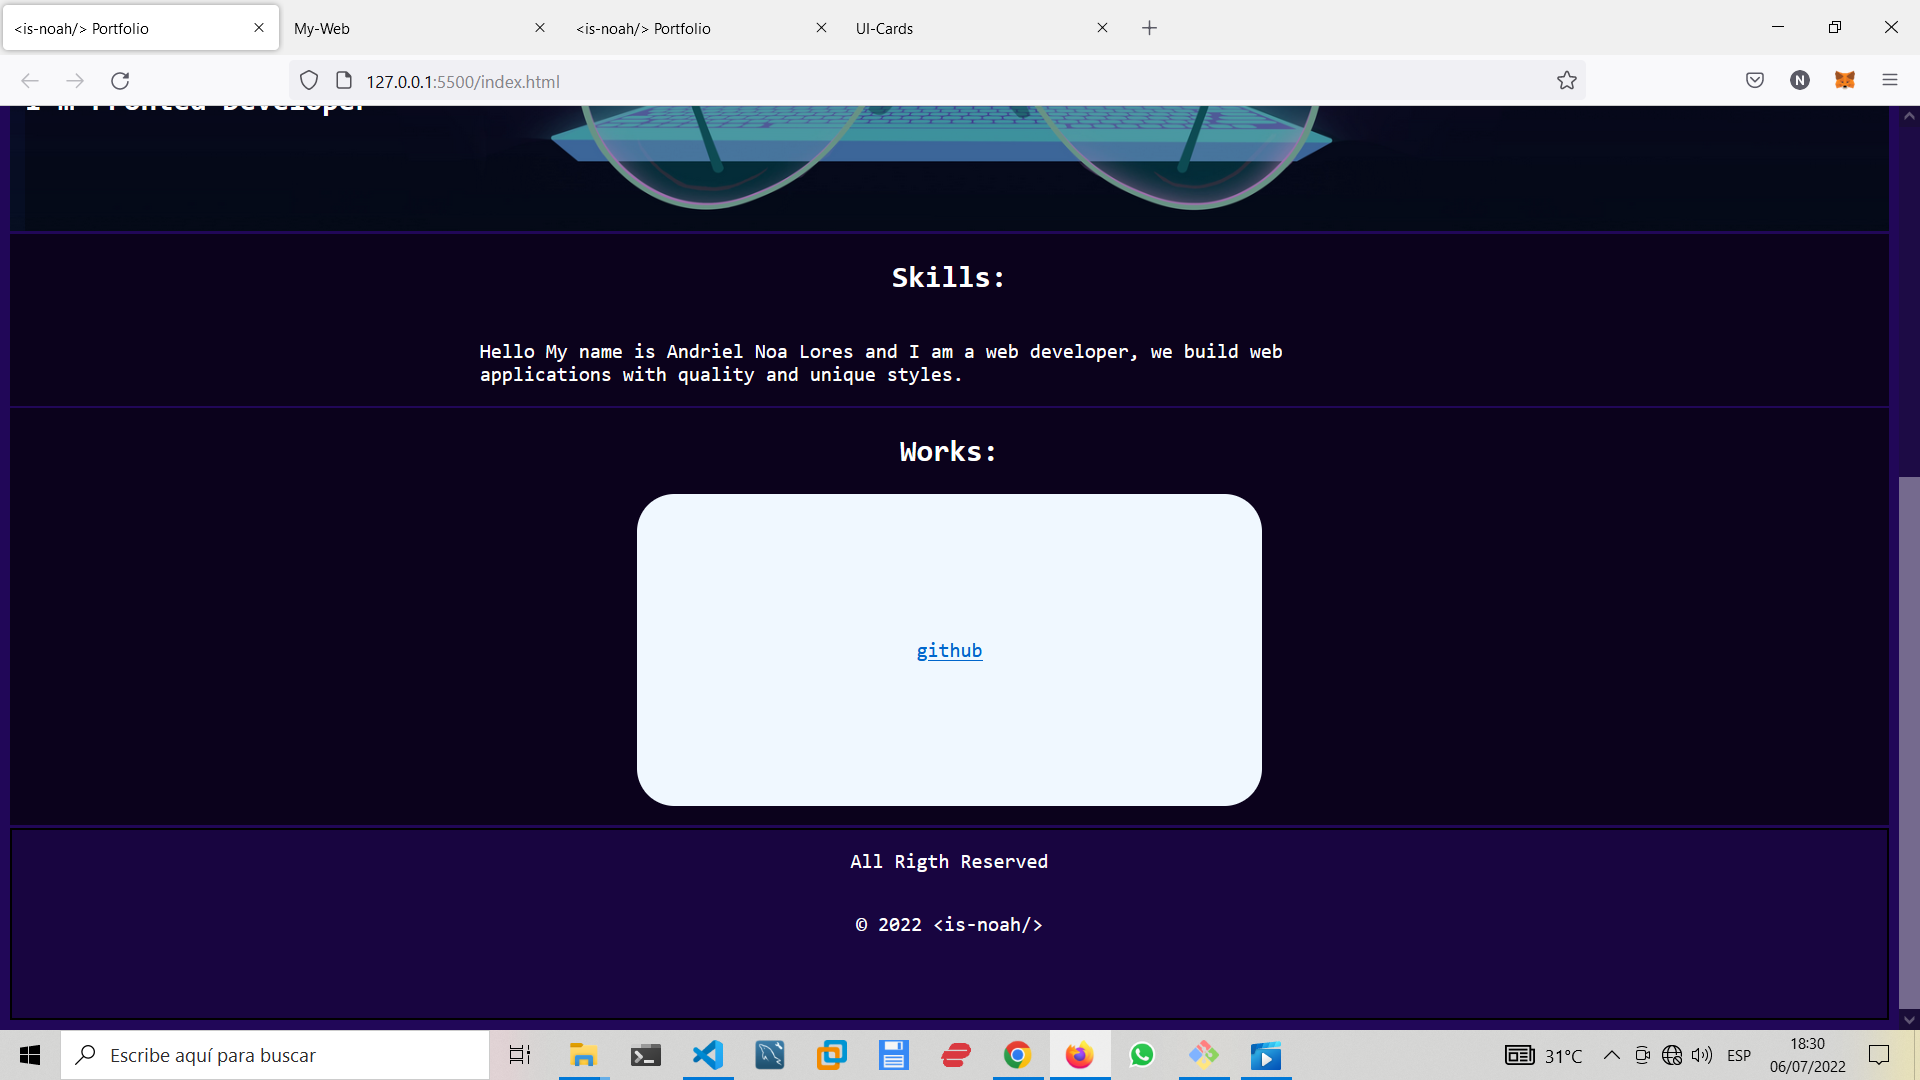 <is-noah/> Portfolio
My-Web
<is-noah/> Portfolio
UI-Cards
127.0.0.1:5500/index.html
N
I'm Fronted Developer
Skills:
Hello My name is Andriel Noa Lores and I am a web developer, we build web
applications with quality and unique styles.
Works:
github
All Rigth Reserved
© 2022 <is-noah/>
Escribe aquí para buscar
31°C
ESP
18:30
06/07/2022